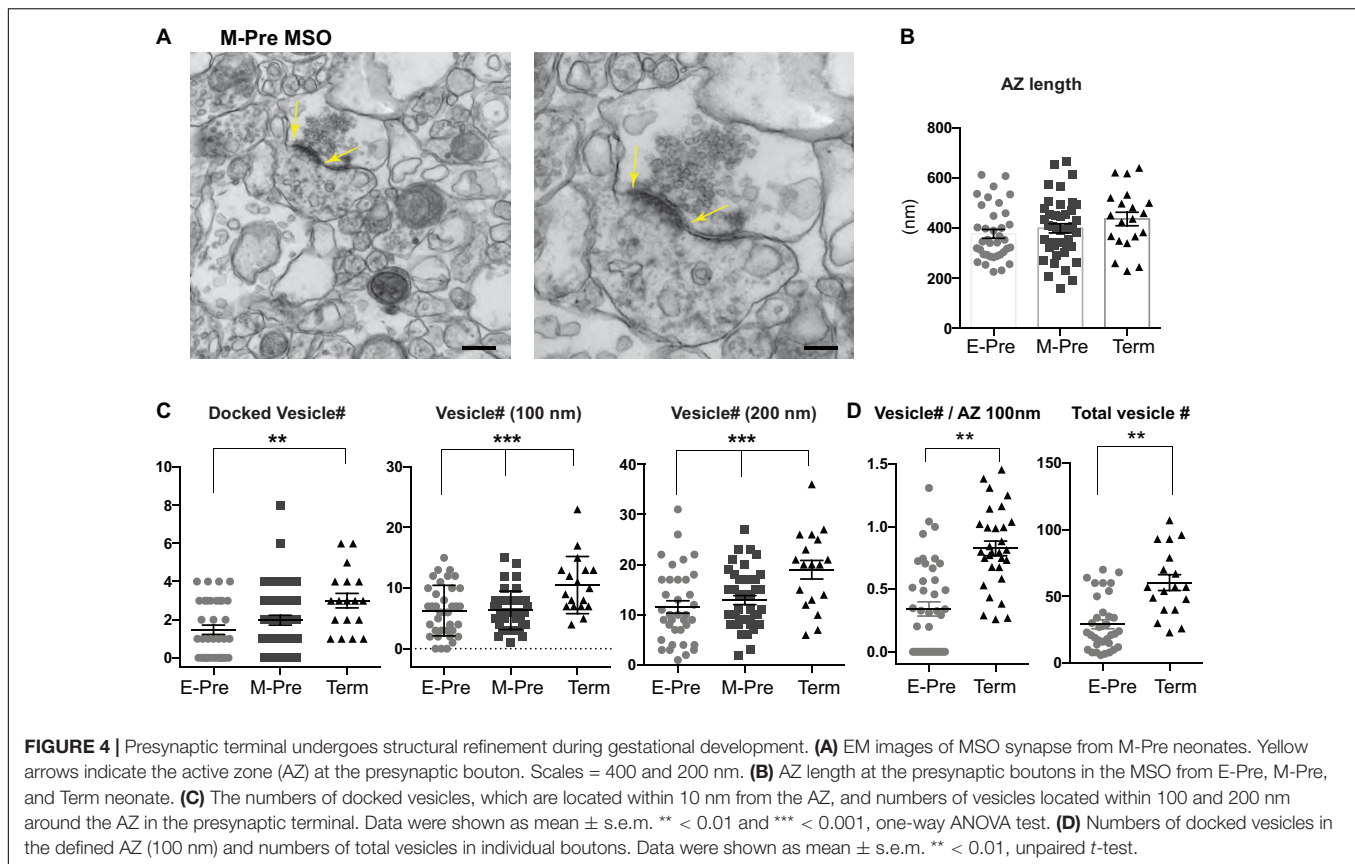 A M-Pre MSO
B
AZ length
800
600
400
200
0
(nm)
E-Pre M-Pre Term
C Docked Vesicle#
**
10
8
6
4
2
0
E-Pre M-Pre Term
Vesicle# (100 nm)
***
30
20
10
0
E-Pre M-Pre Term
Vesicle# (200 nm)
***
40
30
20
10
0
E-Pre M-Pre Term
D Vesicle# / AZ 100nm
**
1.5
1.0
0.5
0.0
E-Pre Term
Total vesicle #
**
150
100
50
0
E-Pre Term
FIGURE 4 | Presynaptic terminal undergoes structural refinement during gestational development. (A) EM images of MSO synapse from M-Pre neonates. Yellow
arrows indicate the active zone (AZ) at the presynaptic bouton. Scales = 400 and 200 nm. (B) AZ length at the presynaptic boutons in the MSO from E-Pre, M-Pre,
and Term neonate. (C) The numbers of docked vesicles, which are located within 10 nm from the AZ, and numbers of vesicles located within 100 and 200 nm
around the AZ in the presynaptic terminal. Data were shown as mean ± s.e.m. ** < 0.01 and *** < 0.001, one-way ANOVA test. (D) Numbers of docked vesicles in
the defined AZ (100 nm) and numbers of total vesicles in individual boutons. Data were shown as mean ± s.e.m. ** < 0.01, unpaired t-test.